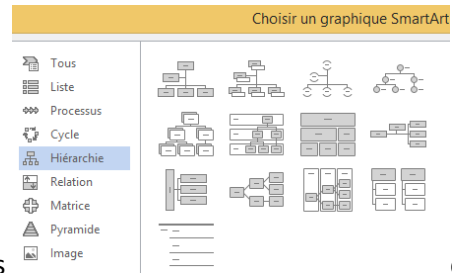 Choisir un graphique SmartArt
Tous
Liste
Processus
Cycle
Hiérarchie
Relation
Matrice
Pyramide
Image
s